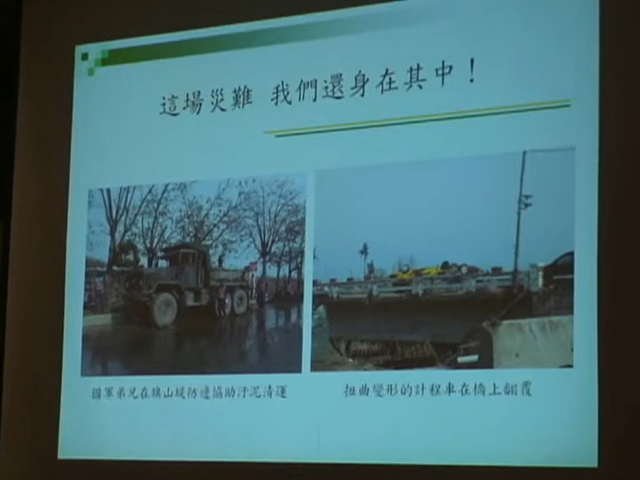 這場災難 我們還身在其中！
國軍弟兄在旗山堤防邊協助汙泥清運
扭曲變形的計程車在橋上翻覆